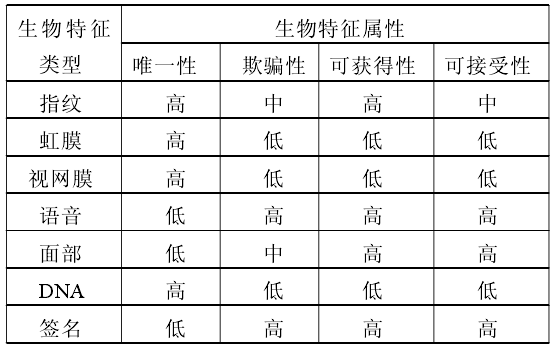 生物特征类型 生物特征属性
唯一性 欺骗性 可获得性 可接受性
指纹 高 中 高 中
虹膜 高 低 低 低
视网膜 高 低 低 低
语音 低 高 高 高
面部 低 中 高 高
DNA 高 低 低 低
签名 低 高 高 高